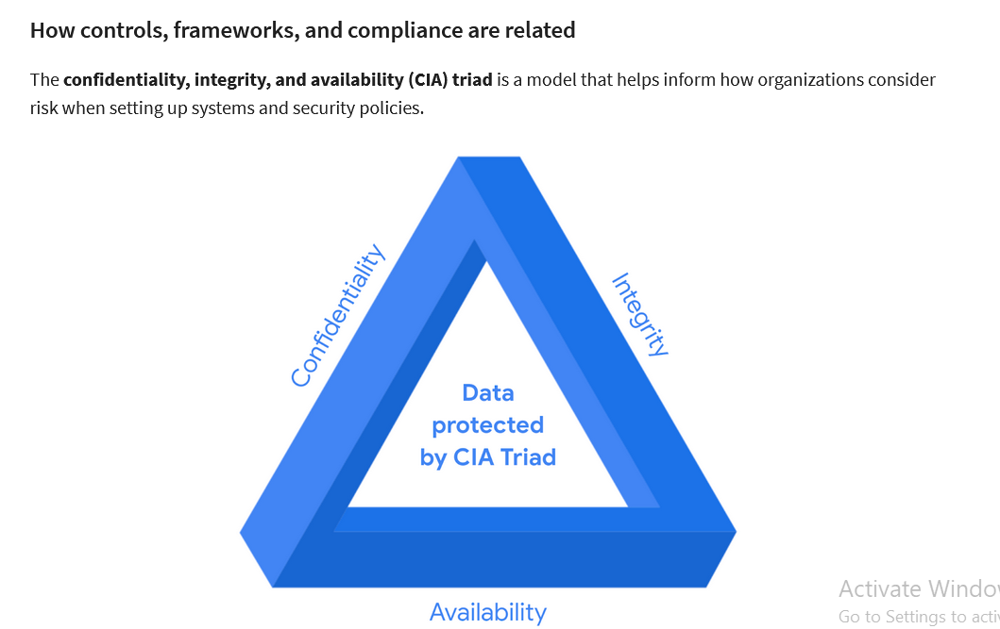 How controls, frameworks, and compliance are related
The confidentiality, integrity, and availability (CIA) triad is a model that helps inform how organizations consider
risk when setting up systems and security policies.
Confidentiality
Integrity
Data
protected
by CIA Triad
Availability
Activate Windo
Go to Settings to acti